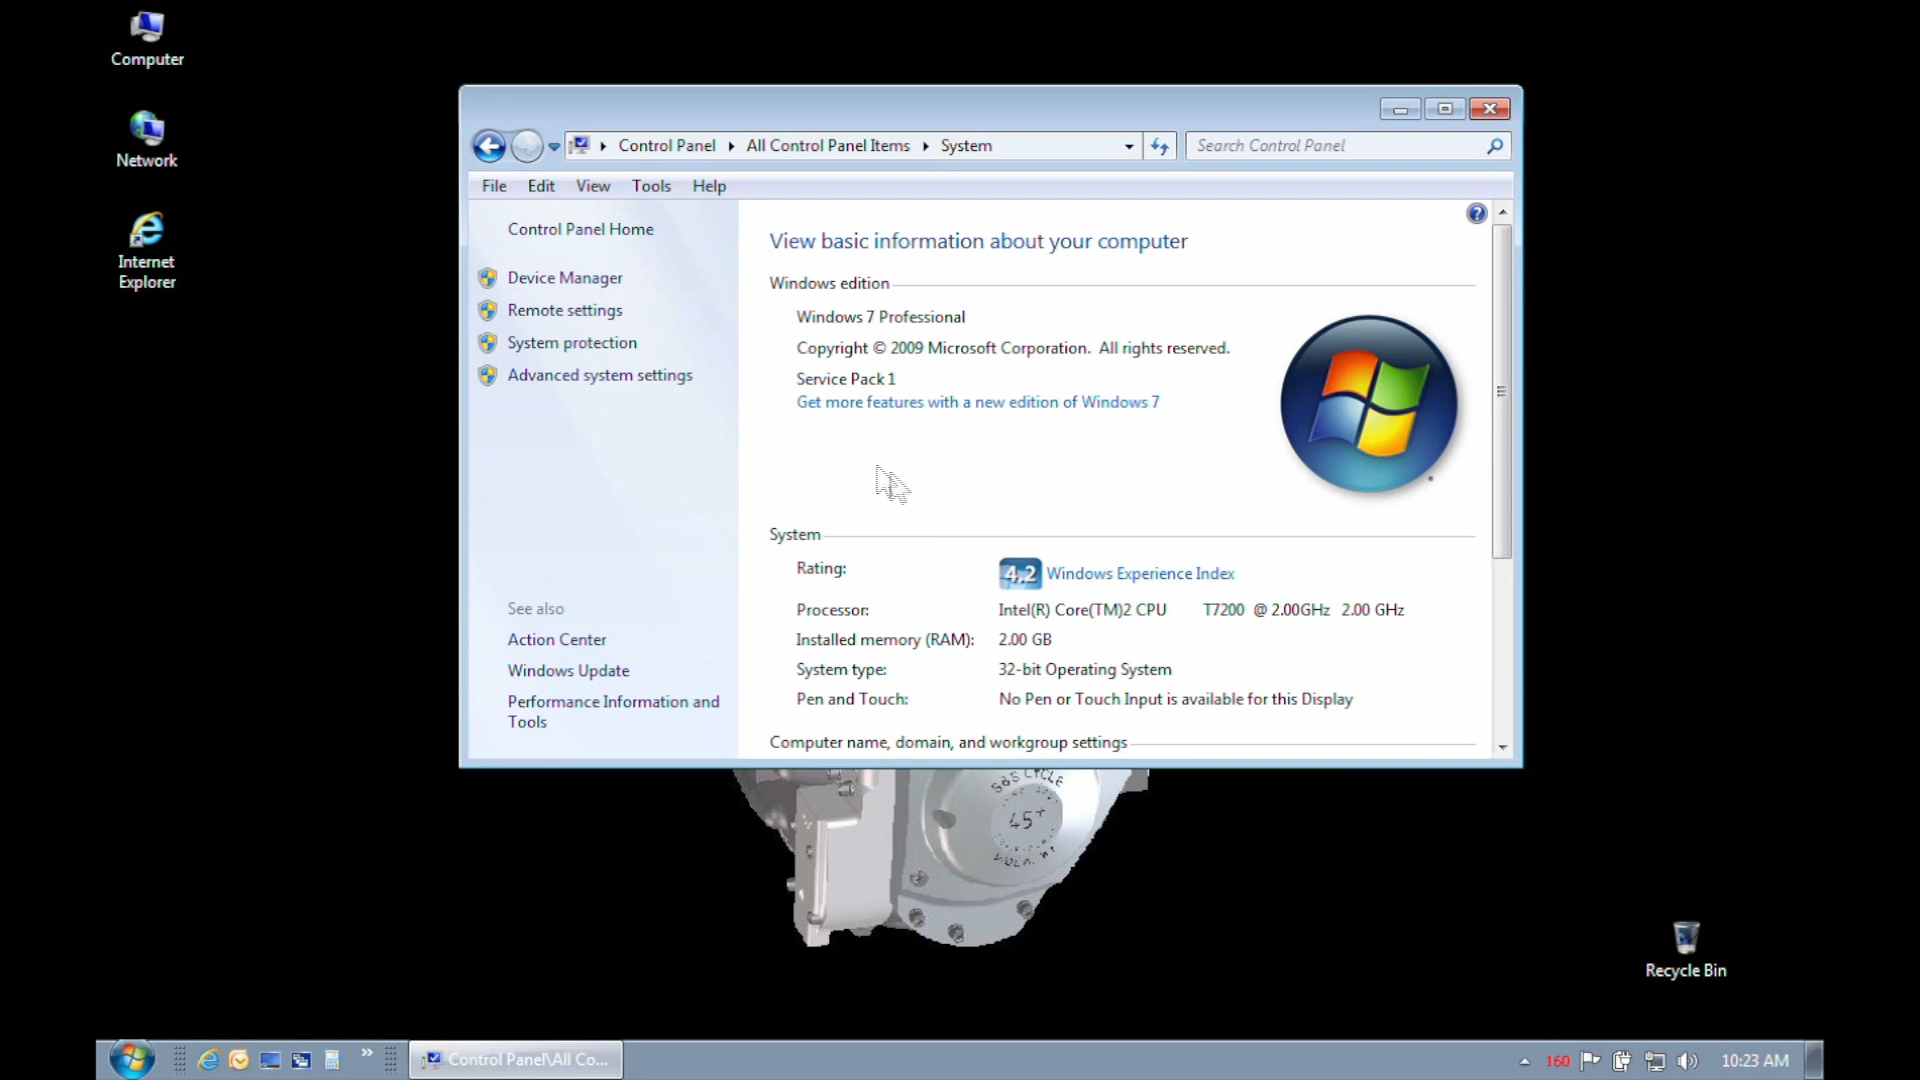 Computer
Network
Internet
Explorer
Control Panel
All Control Panel Items
System
Search Control Panel
File
Edit
View
Tools
Help
Control Panel Home
Device Manager
Remote settings
System protection
Advanced system settings
See also
Action Center
Windows Update
Performance Information and
Tools
View basic information about your computer
Windows edition
Windows 7 Professional
Copyright © 2009 Microsoft Corporation. All rights reserved.
Service Pack 1
Get more features with a new edition of Windows 7
System
Rating:
4.2 Windows Experience Index
Processor:
Intel(R) Core(TM)2 CPU T7200 @ 2.00GHz 2.00 GHz
Installed memory (RAM):
2.00 GB
System type:
32-bit Operating System
Pen and Touch:
No Pen or Touch Input is available for this Display
Computer name, domain, and workgroup settings
S&S CYCLE
45
Recycle Bin
Control Panel\All Co...
160
10:23 AM